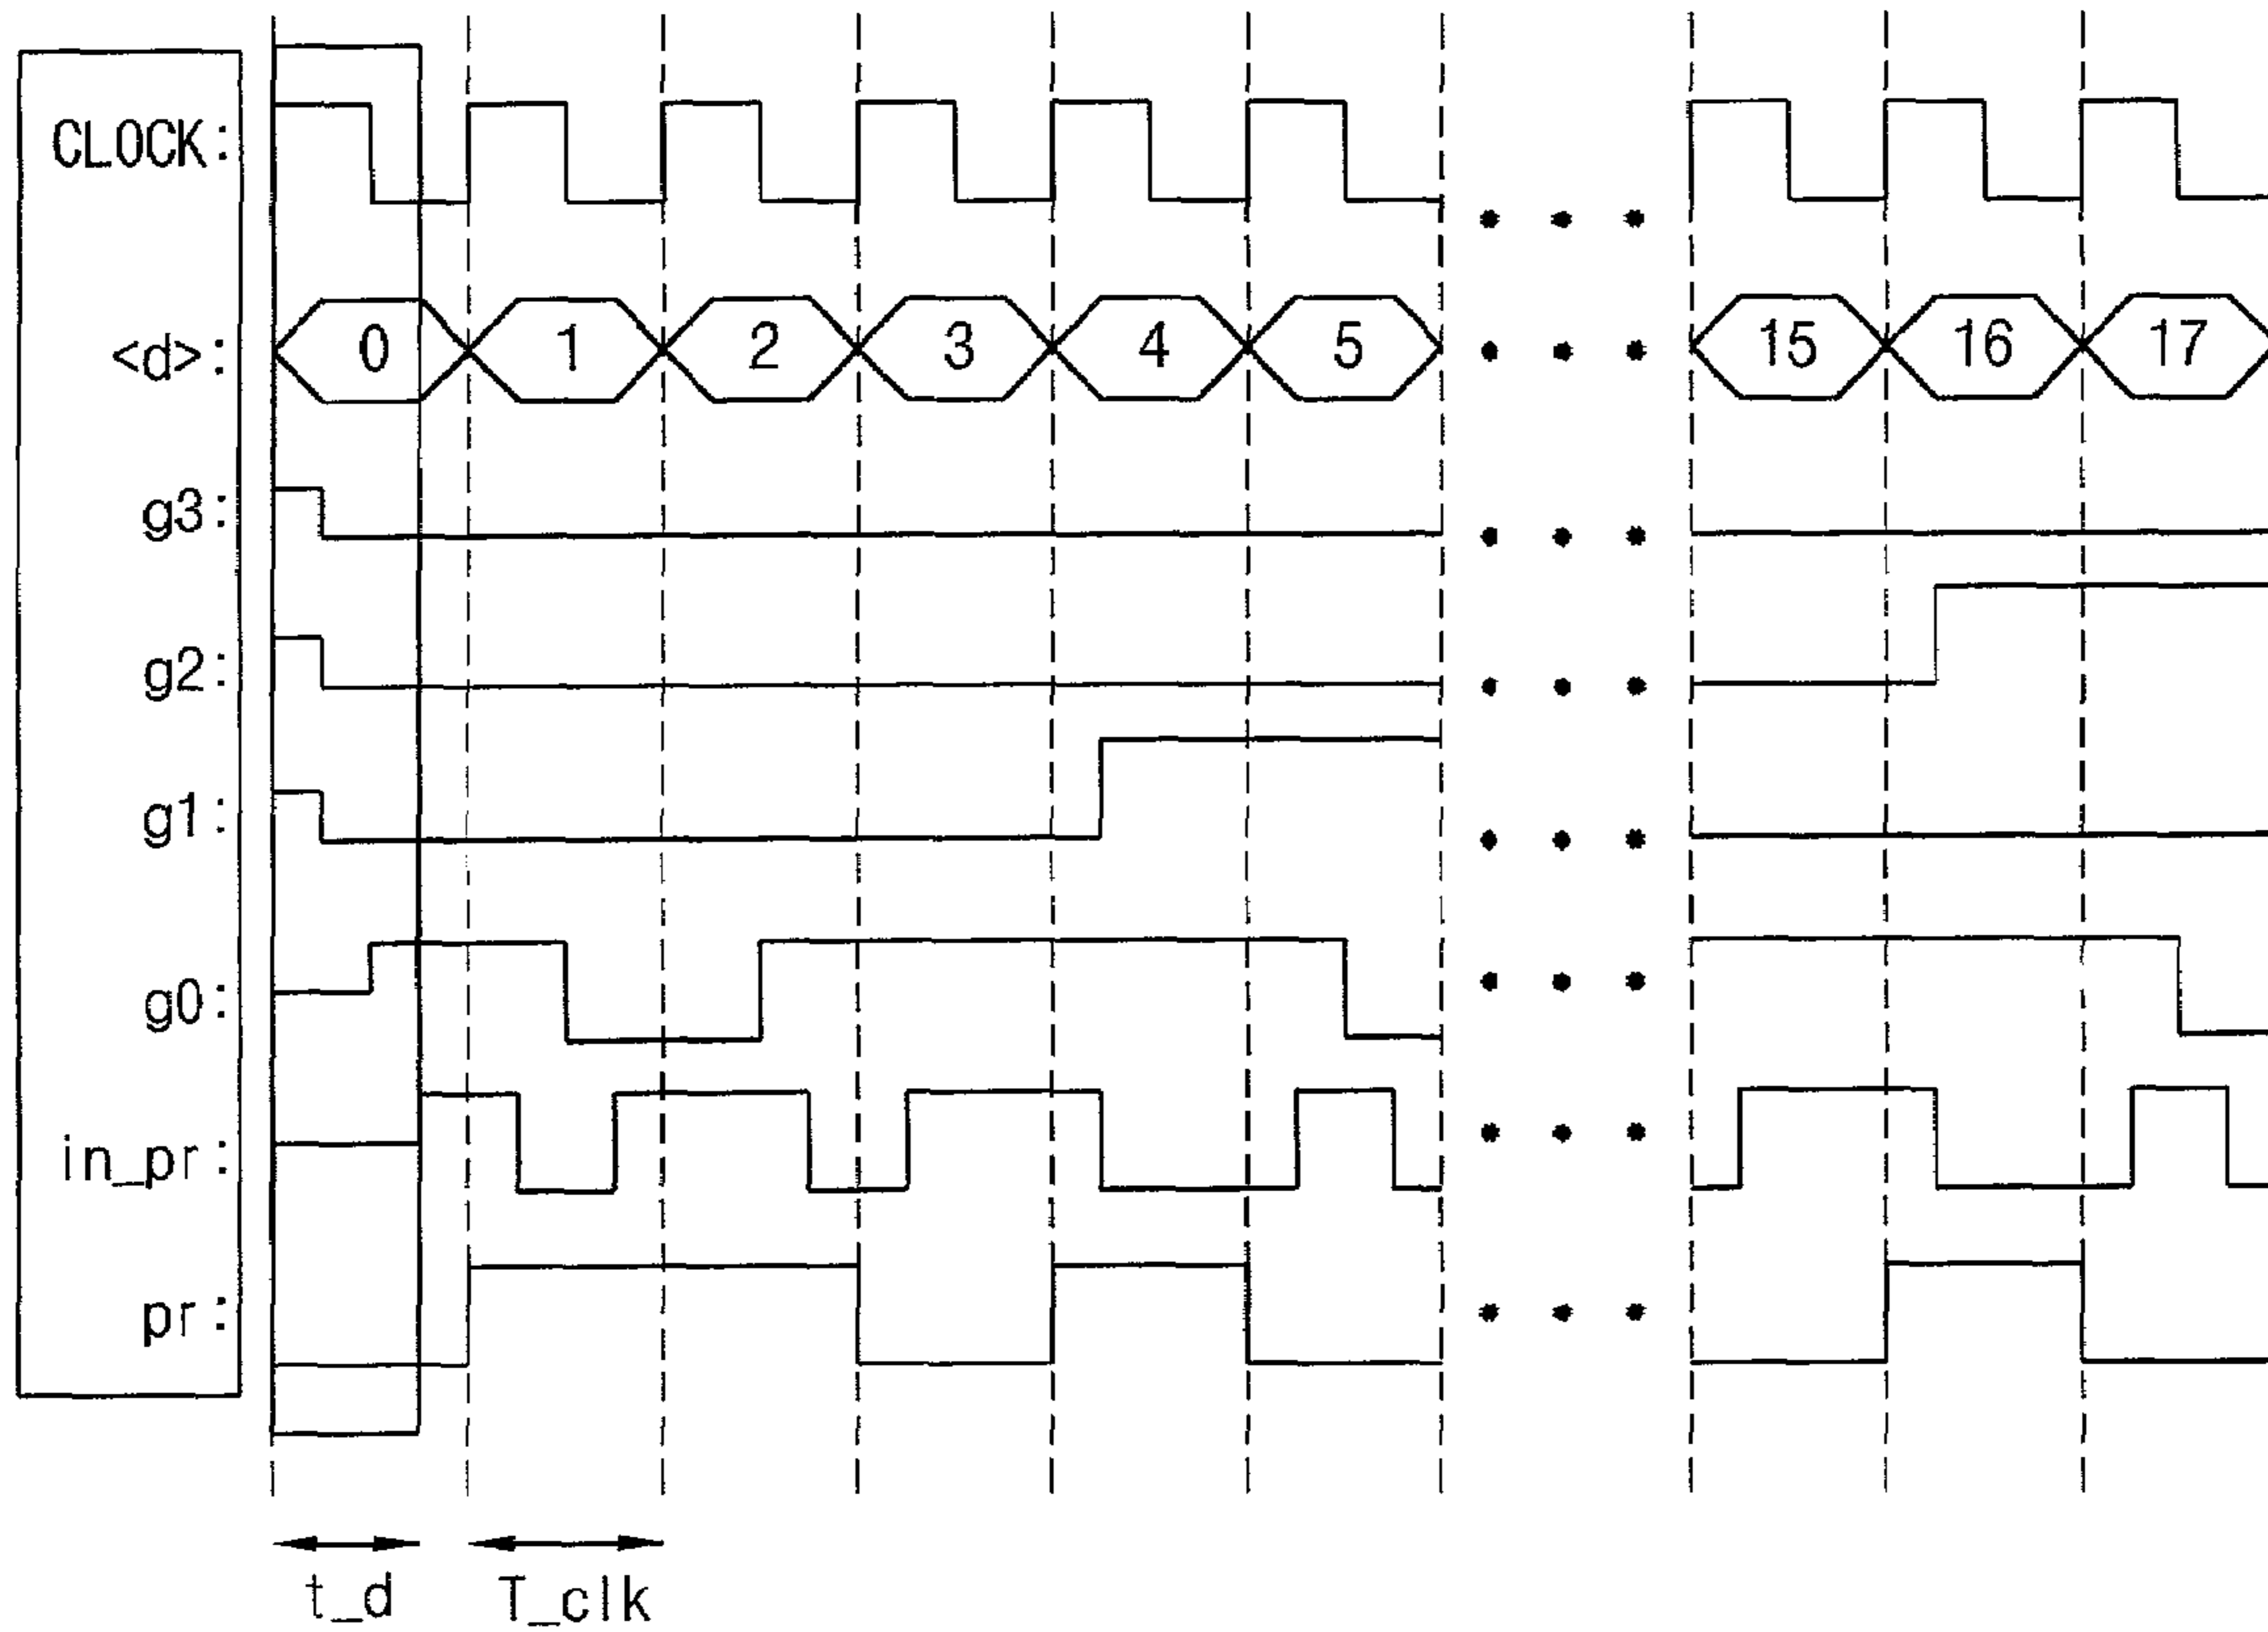 CLOCK:
<d>: 0 1 2 3 4 5 15 16 17
g3:
g2:
g1:
g0:
in_pr:
pr:
t_d T_clk